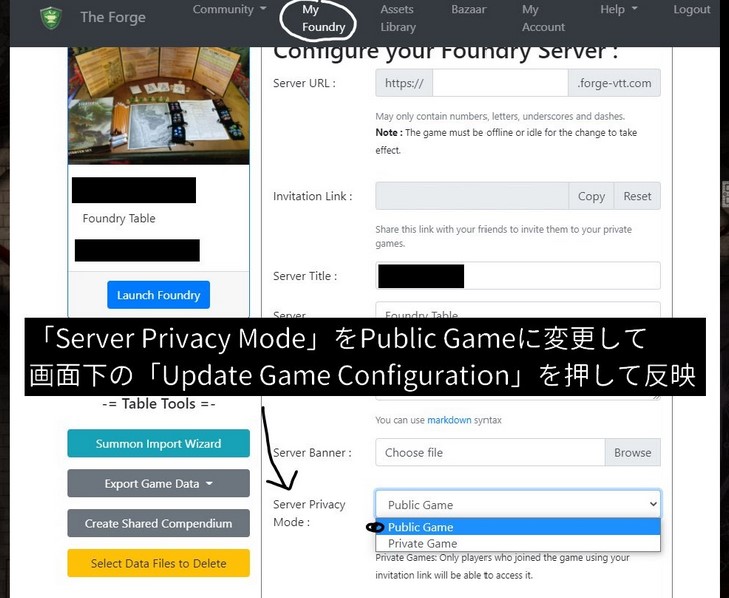 The Forge
Community
My Foundry
Assets Library
Bazaar
My Account
Help
Logout
Configure your Foundry Server :
Server URL :
https://
.forge-vtt.com
May only contain numbers, letters, underscores and dashes.
Note : The game must be offline or idle for the change to take
effect.
Foundry Table
Launch Foundry
Invitation Link :
Copy
Reset
Share this link with your friends to invite them to your private
games.
Server Title :
Server
Foundry Table
「Server Privacy Mode」をPublic Gameに変更して
画面下の「Update Game Configuration」を押して反映
-= Table Tools =-
Summon Import Wizard
Export Game Data
Create Shared Compendium
Select Data Files to Delete
You can use markdown syntax
Server Banner :
Choose file
Browse
Server Privacy
Mode :
Public Game
Public Game
Private Game
Private Games: Only players who joined the game using your
invitation link will be able to access it.